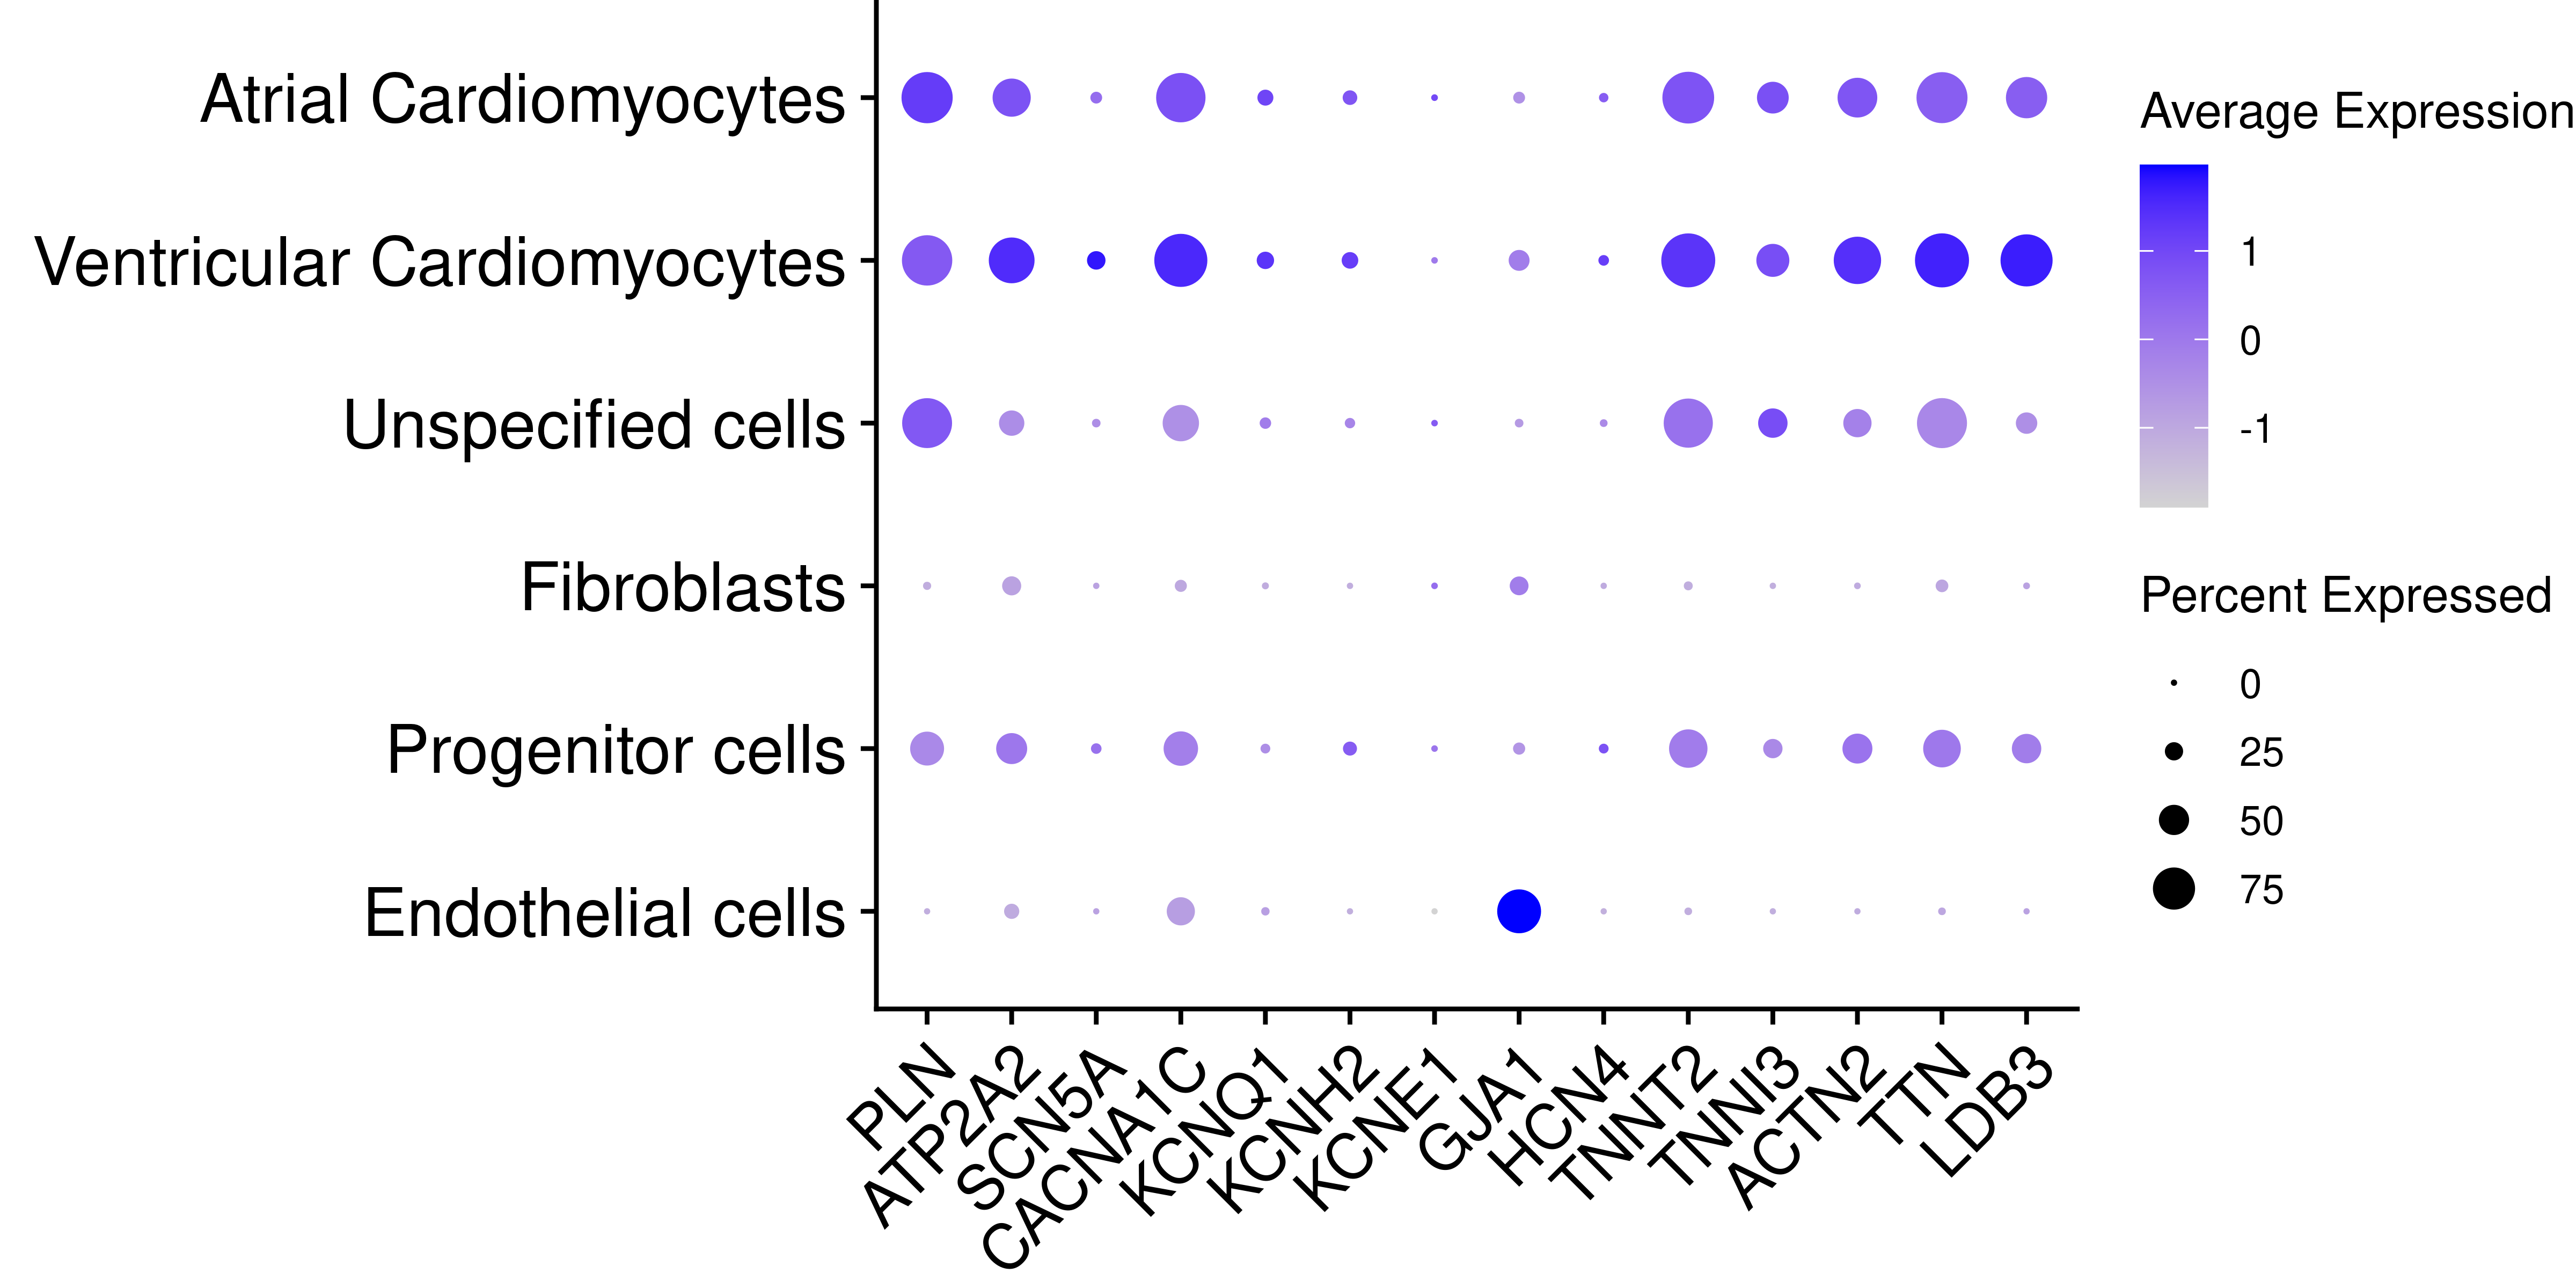 Atrial Cardiomyocytes
Ventricular Cardiomyocytes
Unspecified cells
Fibroblasts
Progenitor cells
Endothelial cells
PLN
ATP2A2
SCN5A
CACNA1C
KCNQ1
KCNH2
KCNE1
GJA1
HCN4
TNNT2
TNNI3
ACTN2
TTN
LDB3
Average Expression
1
0
-1
Percent Expressed
0
25
50
75